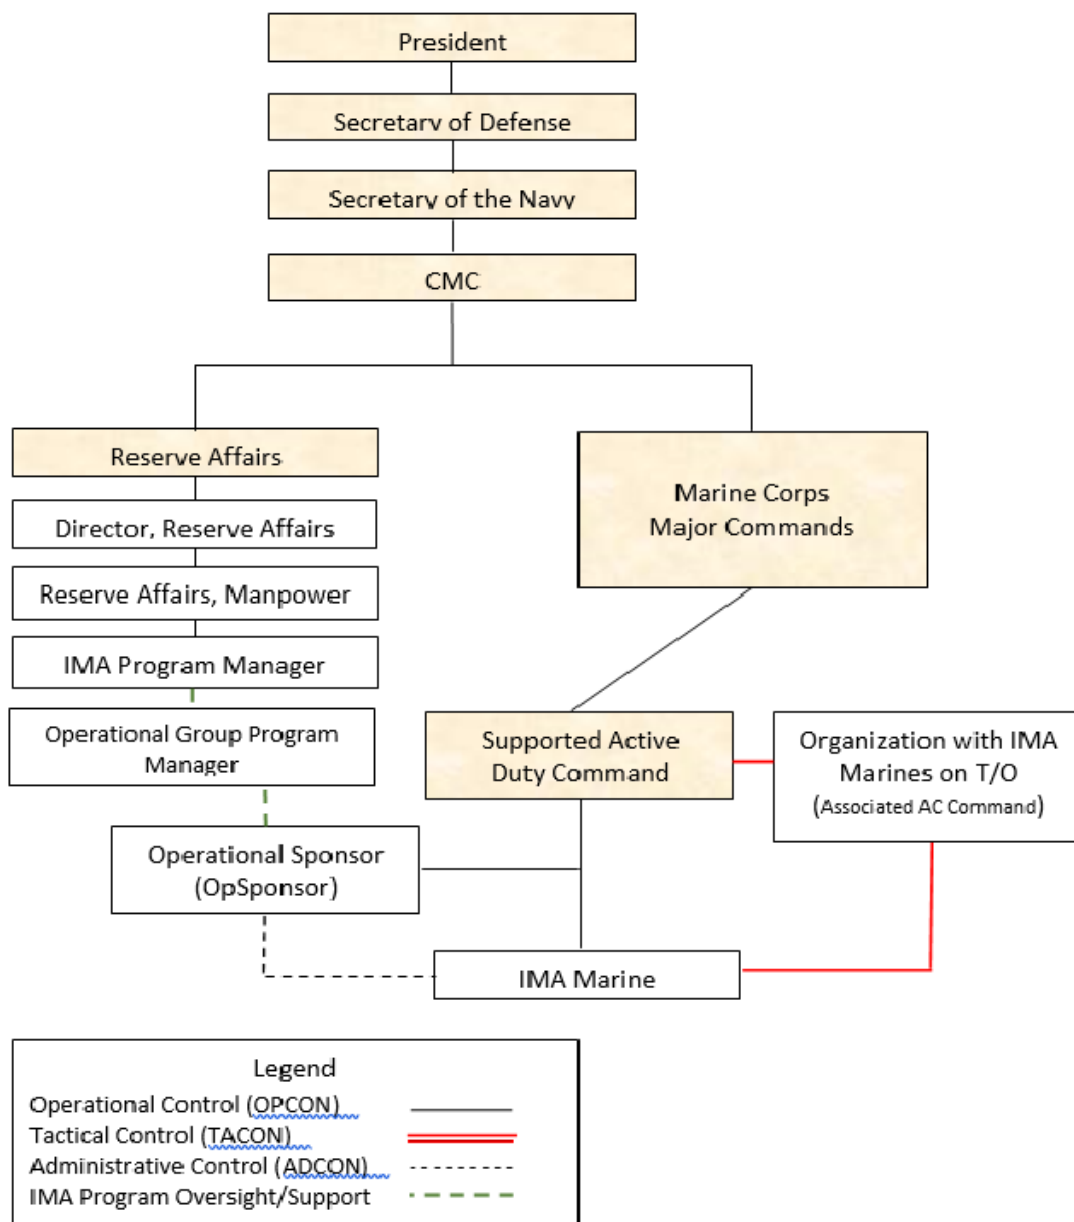 President
Secretary of Defense
Secretary of the Navy
CMC
Reserve Affairs
Marine Corps
Major Commands
Director, Reserve Affairs
Reserve Affairs, Manpower
IMA Program Manager
Operational Group Program
Manager
Supported Active
Duty Command
Organization with IMA
Marines on T/O
(Associated AC Command)
Operational Sponsor
(OpSponsor)
IMA Marine
Legend
Operational Control (OPCON)
Tactical Control (TACON)
Administrative Control (ADCON)
IMA Program Oversight/Support